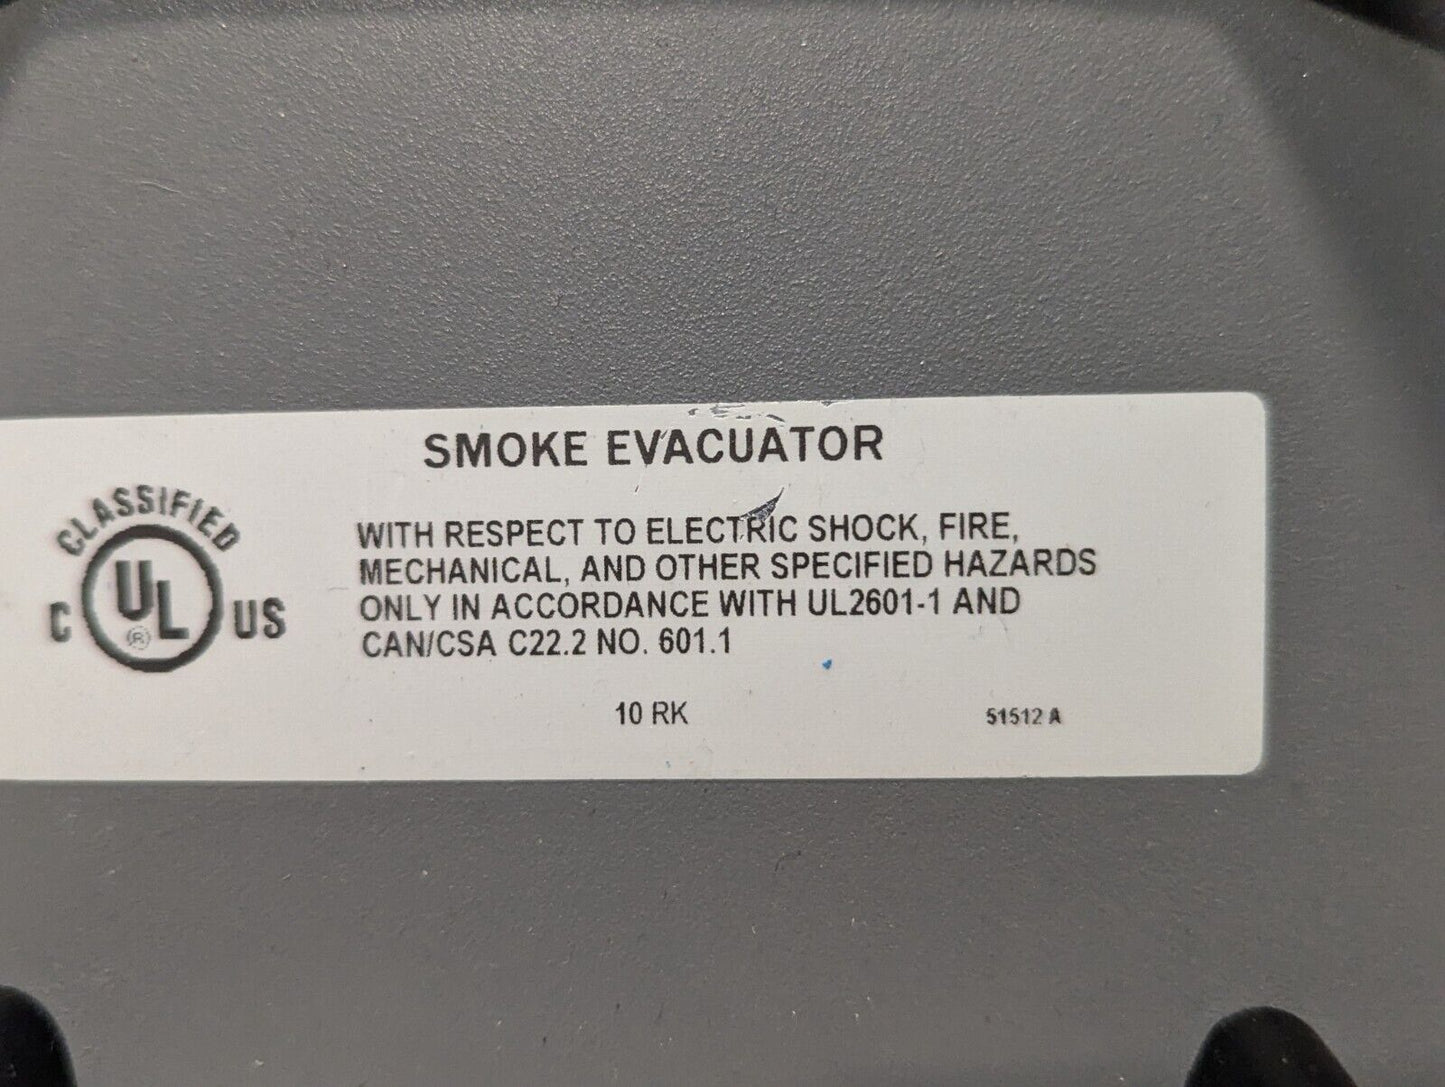 SMOKE EVACUATOR
CLASSIFIED
C UL ® US
WITH RESPECT TO ELECTRIC SHOCK, FIRE,
MECHANICAL, AND OTHER SPECIFIED HAZARDS
ONLY IN ACCORDANCE WITH UL2601-1 AND
CAN/CSA C22.2 NO. 601.1
10 RK
51512 A